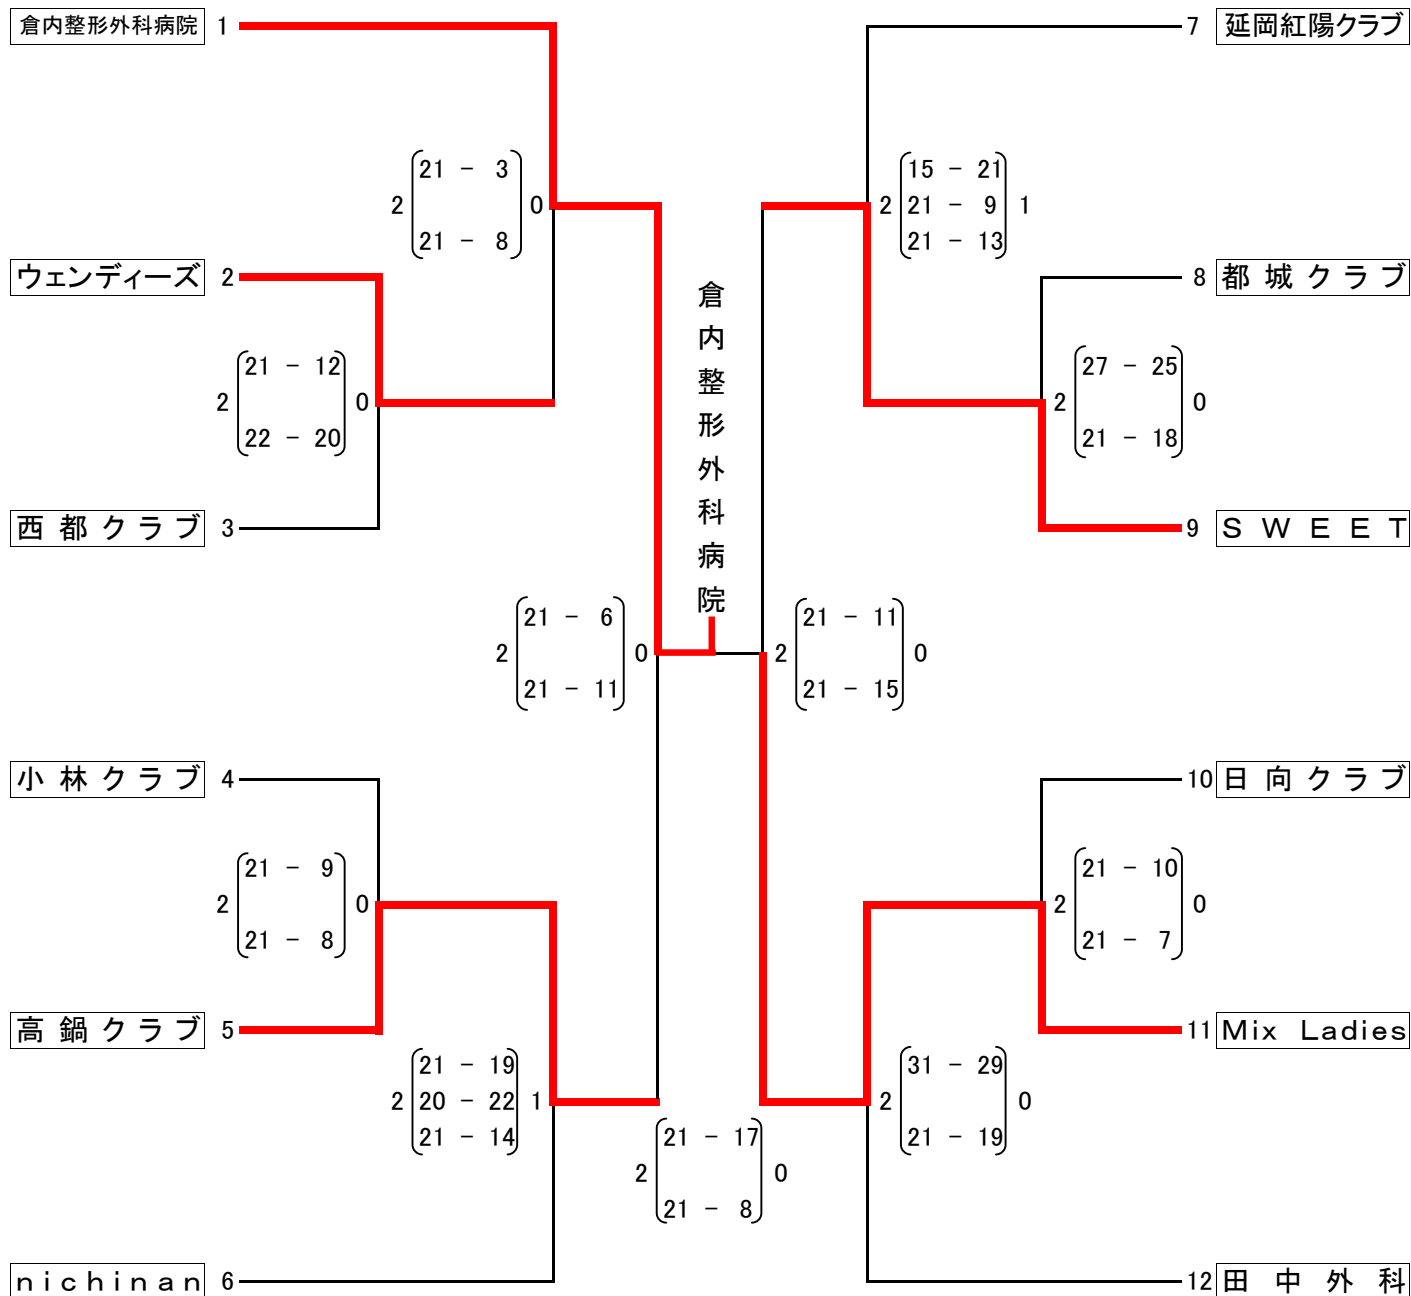 倉内整形外科病院 1
7 延岡紅陽クラブ
21 - 3
2 0
21 - 8
15 - 21
2 21 - 9 1
21 - 13
ウェンディーズ 2
8 都城クラブ
倉内整形外科病院
21 - 12
2 0
22 - 20
27 - 25
2 0
21 - 18
西都クラブ 3
9 SWEET
21 - 6
2 0
21 - 11
21 - 11
2 0
21 - 15
小林クラブ 4
10 日向クラブ
21 - 9
2 0
21 - 8
21 - 10
2 0
21 - 7
高鍋クラブ 5
11 Mix Ladies
21 - 19
2 20 - 22 1
21 - 14
31 - 29
2 0
21 - 19
21 - 17
2 0
21 - 8
nichinan 6
12 田中外科